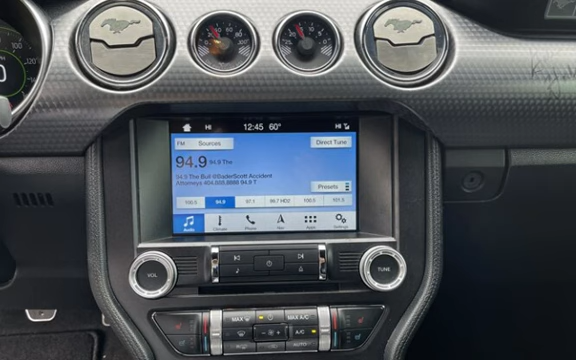 HI 12:45 60° HI
FM Sources Direct Tune
94.9 94.9 The
94.9 The Bull @BaderScott Accident
Attorneys 404.888.8888 94.9 T
Presets
100.5 94.9 97.1 96.7 HD2 100.5 101.5
Audio Climate Phone Nav Apps Settings
VOL TUNE
MAX MAX A/C
A/C
AUTO